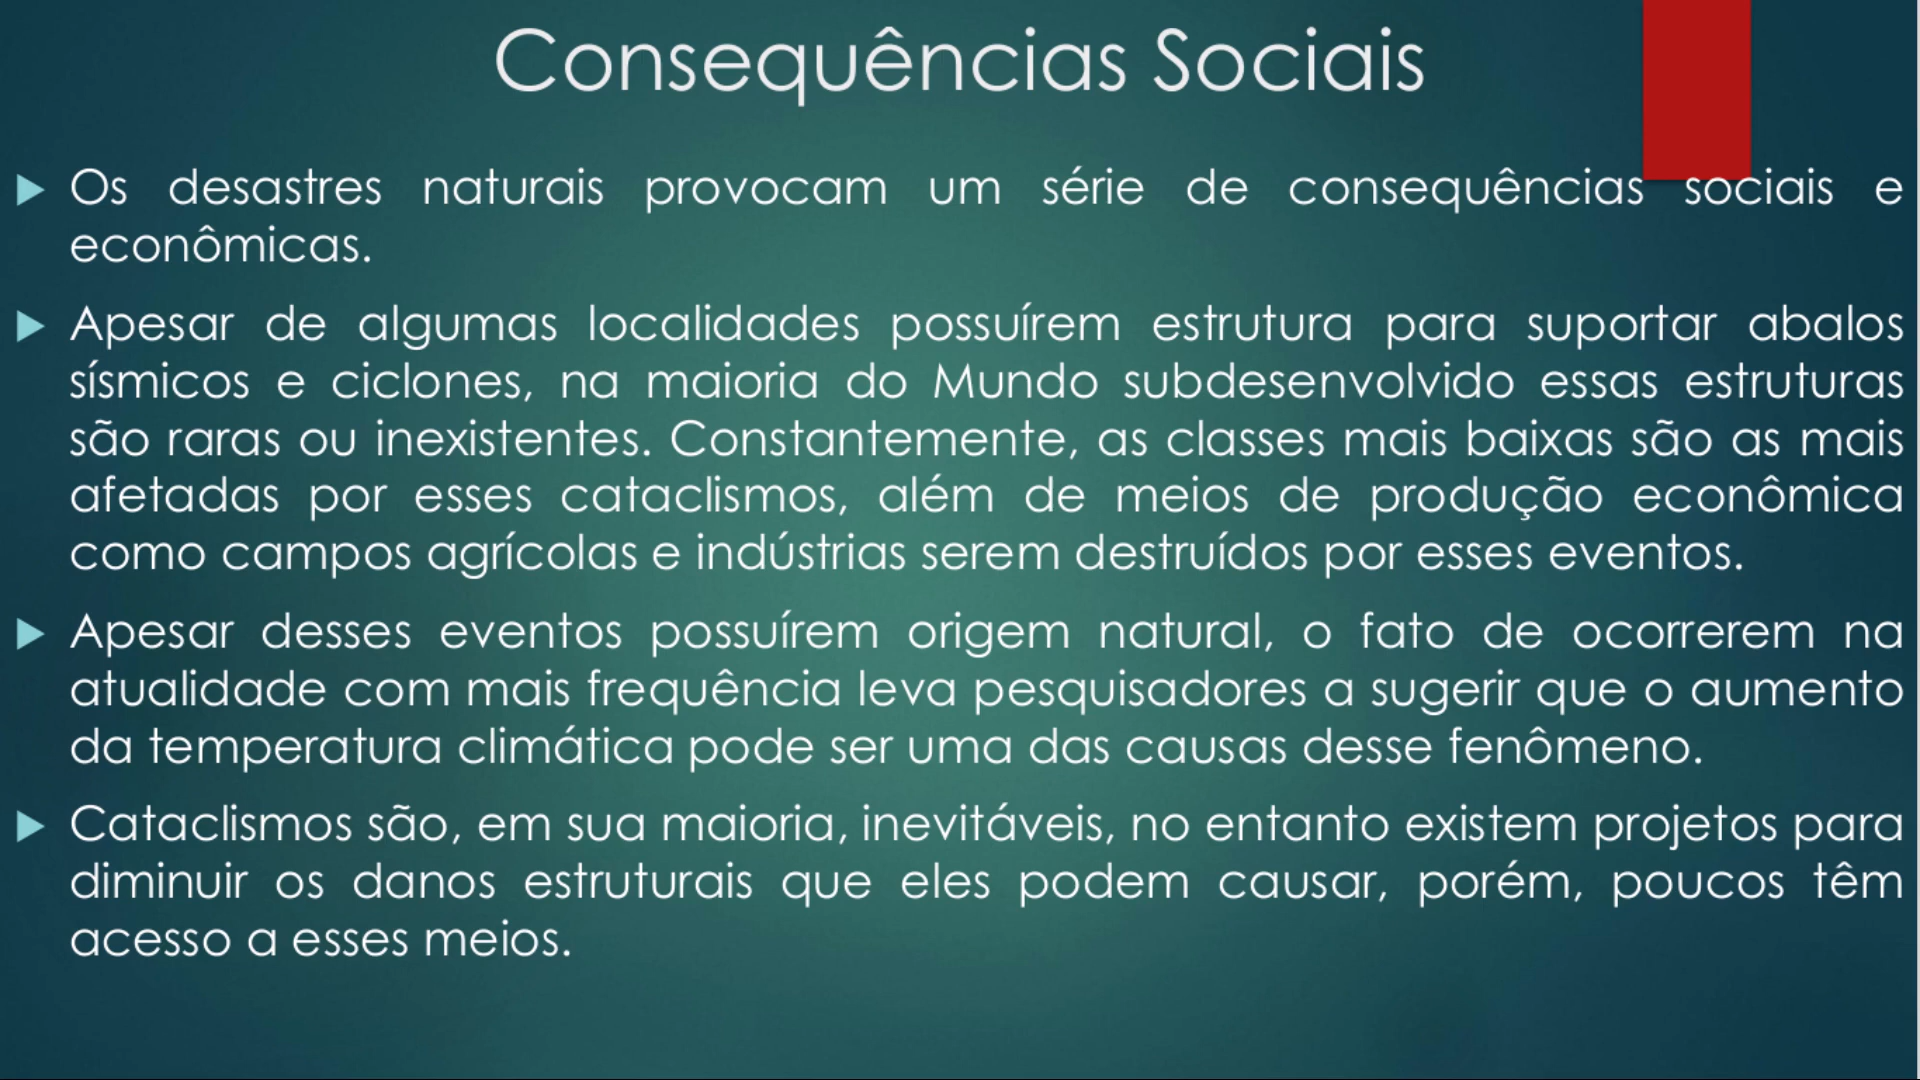 Consequências Sociais
Os desastres naturais provocam um série de consequências sociais e
econômicas.
Apesar de algumas localidades possuírem estrutura para suportar abalos
sísmicos e ciclones, na maioria do Mundo subdesenvolvido essas estruturas
são raras ou inexistentes. Constantemente, as classes mais baixas são as mais
afetadas por esses cataclismos, além de meios de produção econômica
como campos agrícolas e indústrias serem destruídos por esses eventos.
Apesar desses eventos possuírem origem natural, o fato de ocorrerem na
atualidade com mais frequência leva pesquisadores a sugerir que o aumento
da temperatura climática pode ser uma das causas desse fenômeno.
Cataclismos são, em sua maioria, inevitáveis, no entanto existem projetos para
diminuir os danos estruturais que eles podem causar, porém, poucos têm
acesso a esses meios.